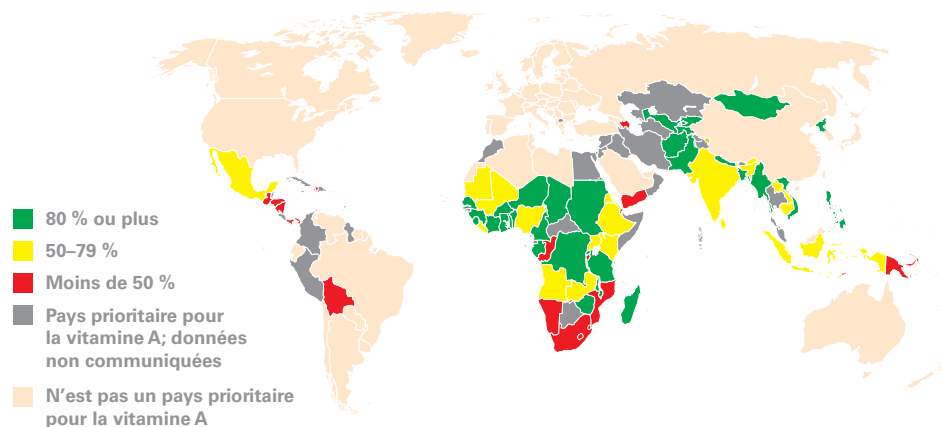 80 % ou plus
50–79 %
Moins de 50 %
Pays prioritaire pour
la vitamine A; données
non communiquées
N’est pas un pays prioritaire
pour la vitamine A